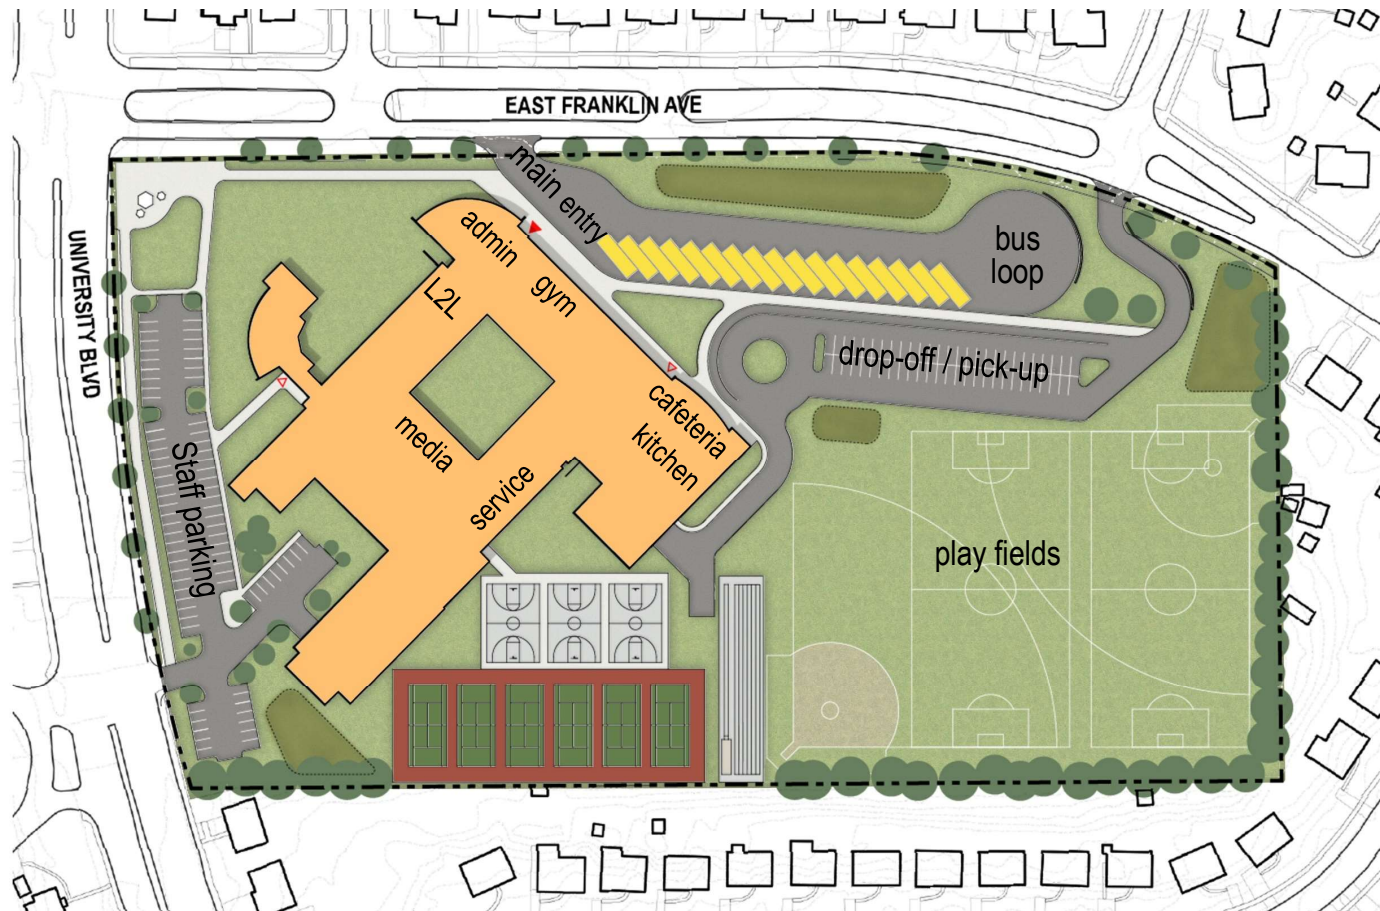 EAST FRANKLIN AVE
main entry
bus
loop
admin
gym
L2L
UNIVERSITY BLVD
drop-off / pick-up
cafeteria
kitchen
media
service
Staff parking
play fields